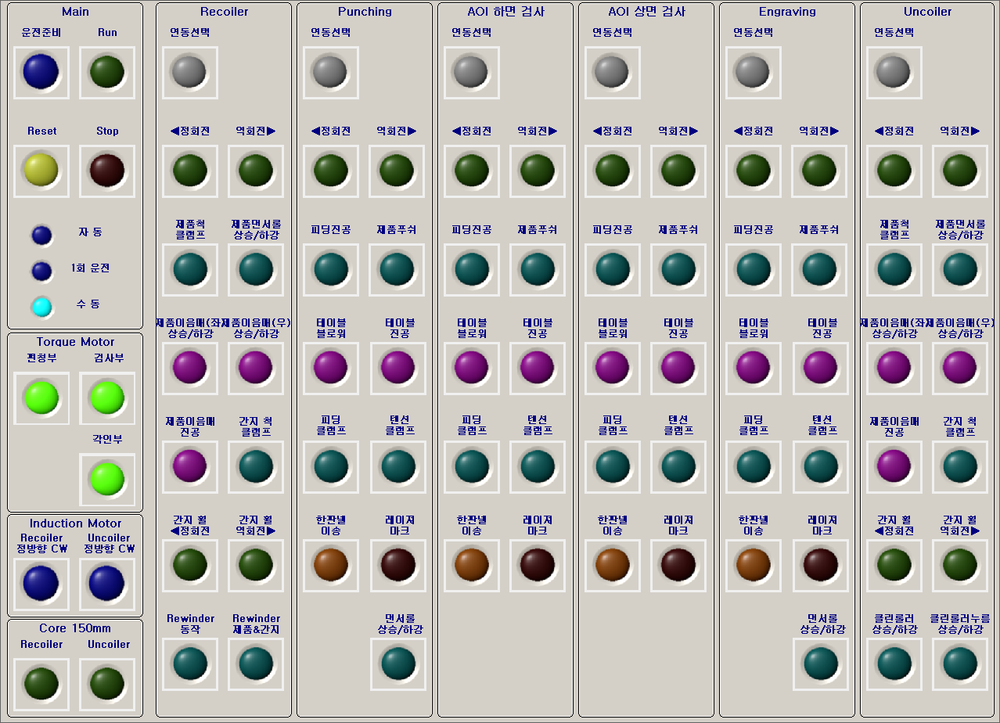 Main
운전준비 Run
Reset Stop
자 동
1회 운전
수 동
Torque Motor
펀칭부 검사부
각인부
Induction Motor
Recoiler Uncoiler
정방향 CW 정방향 CW
Core 150mm
Recoiler Uncoiler
Recoiler
연동선택
◀정회전 역회전▶
제품척 제품댄서롤
클램프 상승/하강
제품이음매(좌 제품이음매(우)
상승/하강 상승/하강
제품이음매 간지 척
진공 클램프
간지 휠 간지 휠
◀정회전 역회전▶
Rewinder Rewinder
동작 제품&간지
Punching
연동선택
◀정회전 역회전▶
피딩진공 제품푸쉬
테이블 테이블
블로워 진공
피딩 텐션
클램프 클램프
한판넬 레이져
이송 마크
댄서롤
상승/하강
AOI 하면 검사
연동선택
◀정회전 역회전▶
피딩진공 제품푸쉬
테이블 테이블
블로워 진공
피딩 텐션
클램프 클램프
한판넬 레이져
이송 마크
AOI 상면 검사
연동선택
◀정회전 역회전▶
피딩진공 제품푸쉬
테이블 테이블
블로워 진공
피딩 텐션
클램프 클램프
한판넬 레이져
이송 마크
Engraving
연동선택
◀정회전 역회전▶
피딩진공 제품푸쉬
테이블 테이블
블로워 진공
피딩 텐션
클램프 클램프
한판넬 레이져
이송 마크
댄서롤
상승/하강
Uncoiler
연동선택
◀정회전 역회전▶
제품척 제품댄서롤
클램프 상승/하강
제품이음매(좌 제품이음매(우)
상승/하강 상승/하강
제품이음매 간지 척
진공 클램프
간지 휠 간지 휠
◀정회전 역회전▶
클린롤러 클린롤러누름
상승/하강 상승/하강